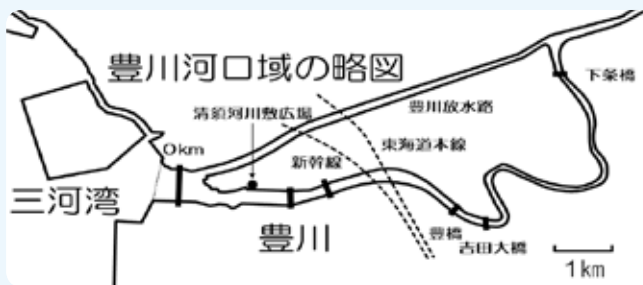 豊川河口域の略図
下条橋
豊川放水路
清須河川敷広場
東海道本線
0km
新幹線
三河湾
豊川
豊橋
吉田大橋
1km